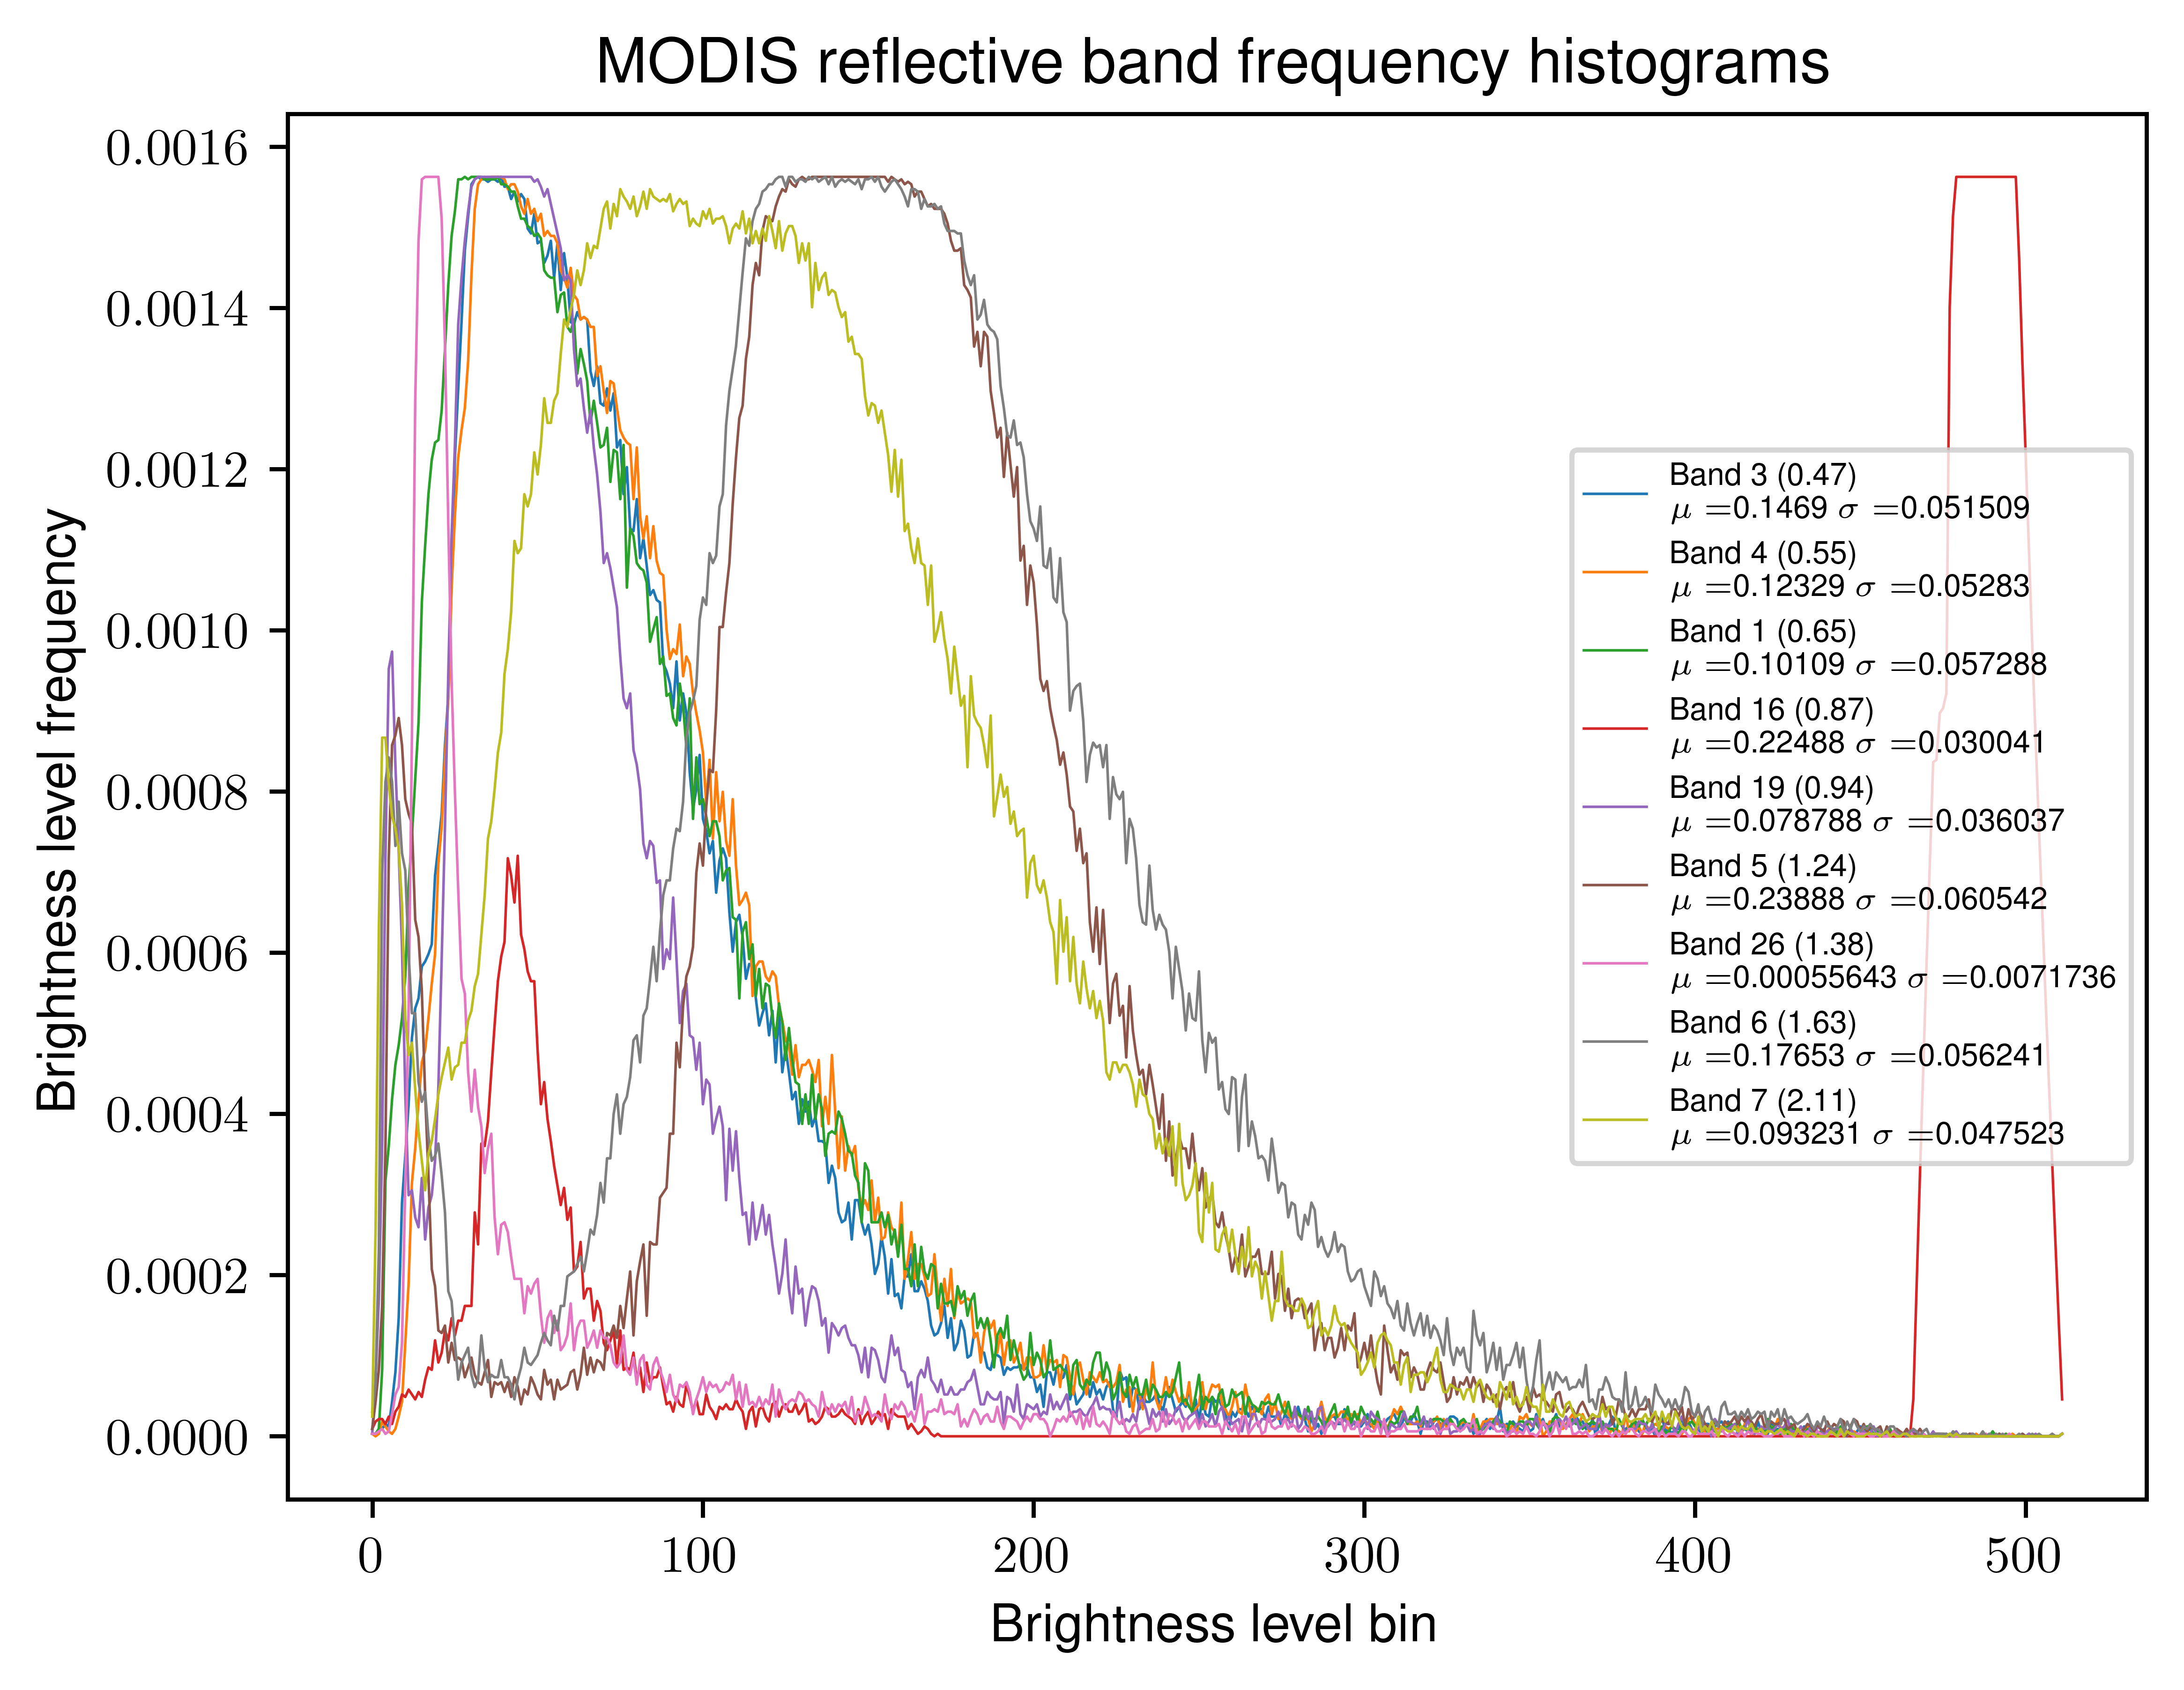 MODIS reflective band frequency histograms
0.0016
0.0014
0.0012
0.0010
0.0008
0.0006
0.0004
0.0002
0.0000
Brightness level frequency
Band 3 (0.47)
μ =0.1469 σ =0.051509
Band 4 (0.55)
μ =0.12329 σ =0.05283
Band 1 (0.65)
μ =0.10109 σ =0.057288
Band 16 (0.87)
μ =0.22488 σ =0.030041
Band 19 (0.94)
μ =0.078788 σ =0.036037
Band 5 (1.24)
μ =0.23888 σ =0.060542
Band 26 (1.38)
μ =0.00055643 σ =0.0071736
Band 6 (1.63)
μ =0.17653 σ =0.056241
Band 7 (2.11)
μ =0.093231 σ =0.047523
0 100 200 300 400 500
Brightness level bin